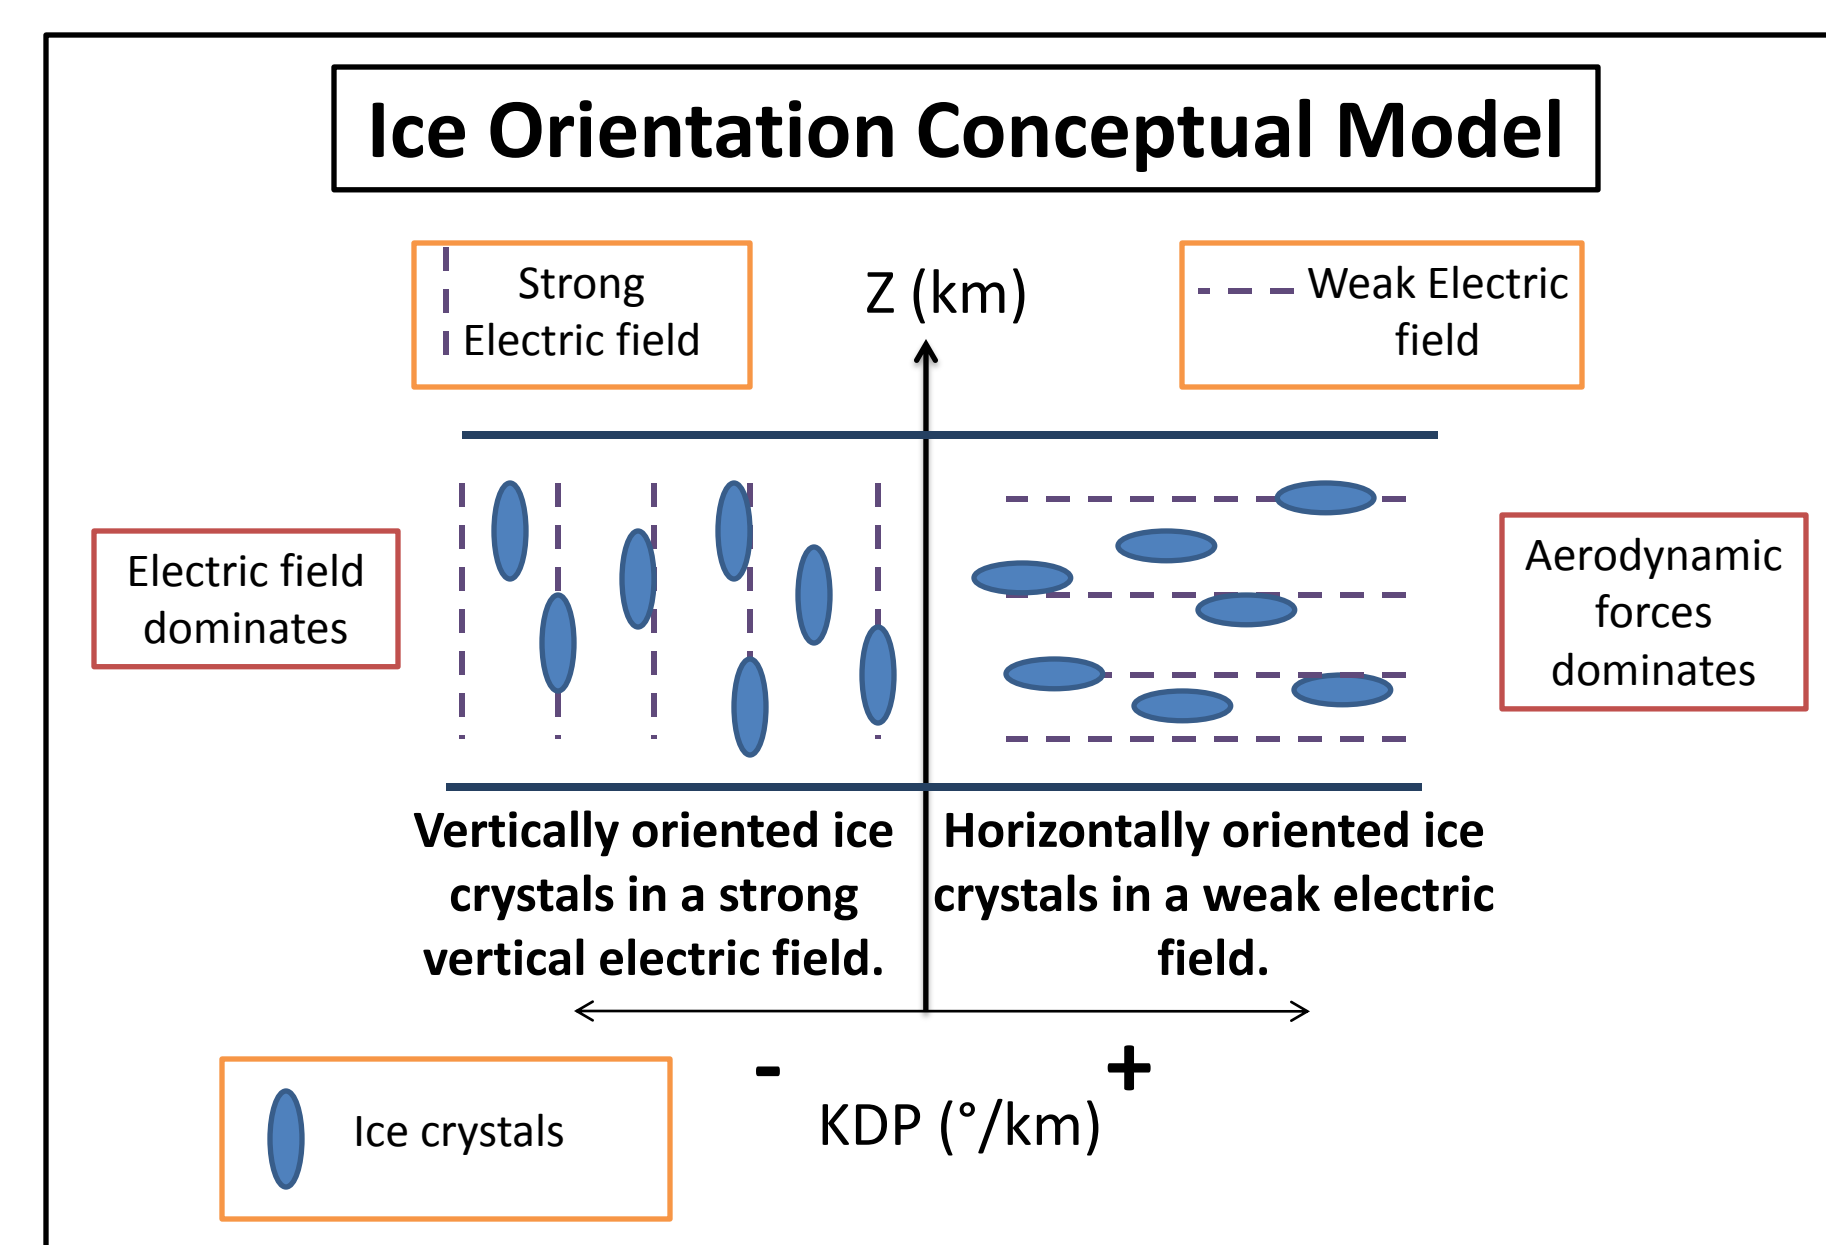 Ice Orientation Conceptual Model
Strong
Electric field
Z (km)
Weak Electric
field
Electric field
dominates
Aerodynamic
forces
dominates
Vertically oriented ice
crystals in a strong
vertical electric field.
Horizontally oriented ice
crystals in a weak electric
field.
- +
KDP (°/km)
Ice crystals